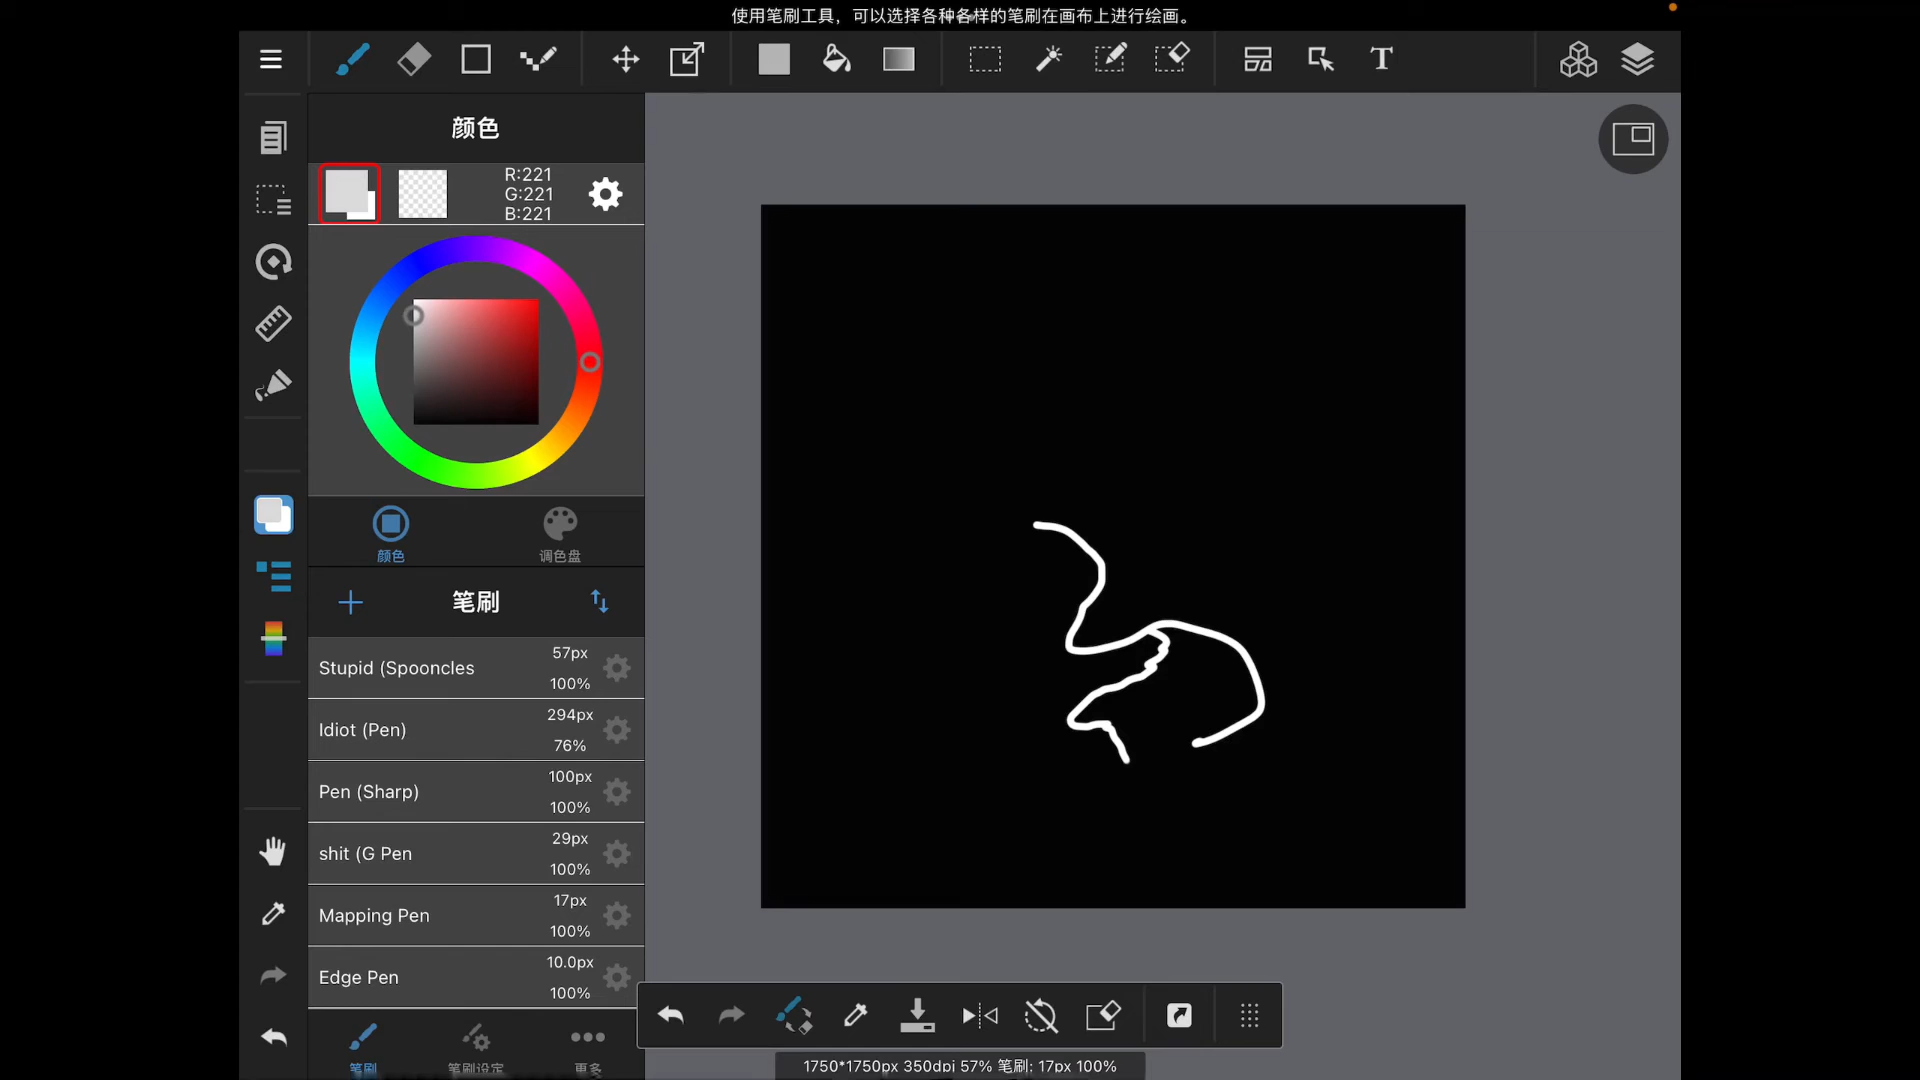 使用笔刷工具，可以选择各种各样的笔刷在画布上进行绘画。
T
颜色
R:221
G:221
B:221
颜色
调色盘
笔刷
Stupid (Spooncles
57px
100%
Idiot (Pen)
294px
76%
Pen (Sharp)
100px
100%
shit (G Pen
29px
100%
Mapping Pen
17px
100%
Edge Pen
10.0px
100%
笔刷
笔刷设定
更多
1750*1750px 350dpi 57% 笔刷: 17px 100%